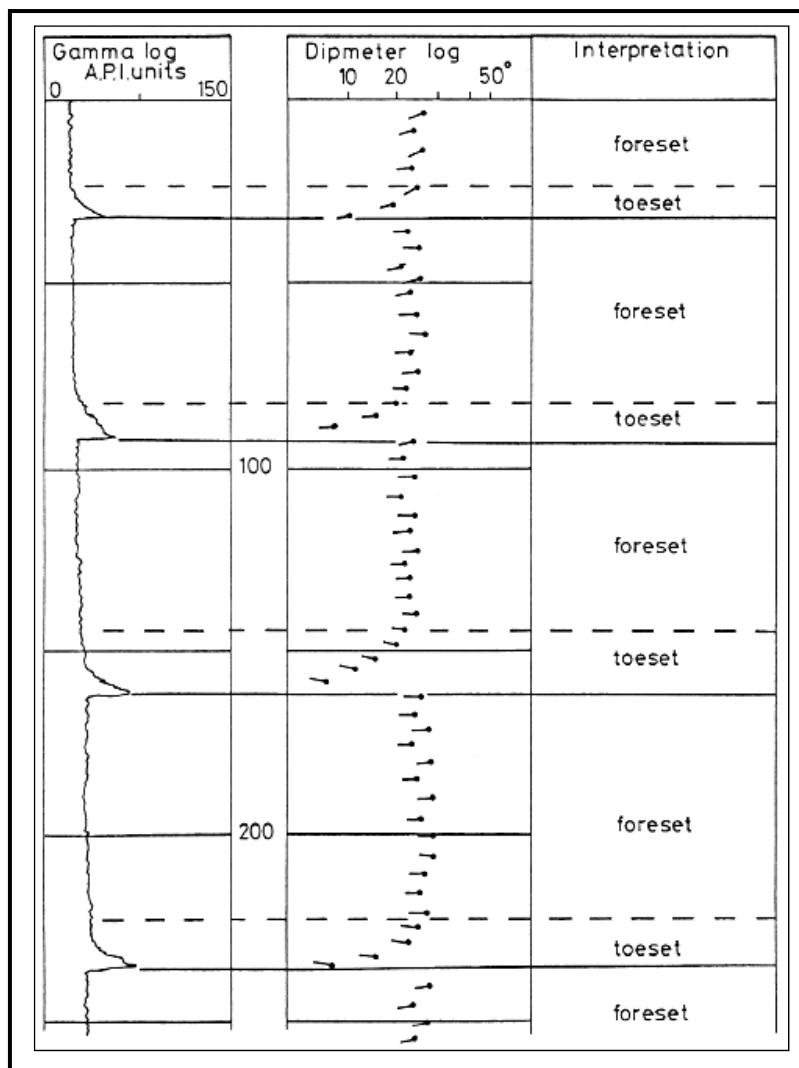 Gamma log
A.P.I. units
0 150
Dipmeter log
10 20 50°
Interpretation
foreset
toeset
foreset
toeset
100
foreset
toeset
foreset
200
toeset
foreset